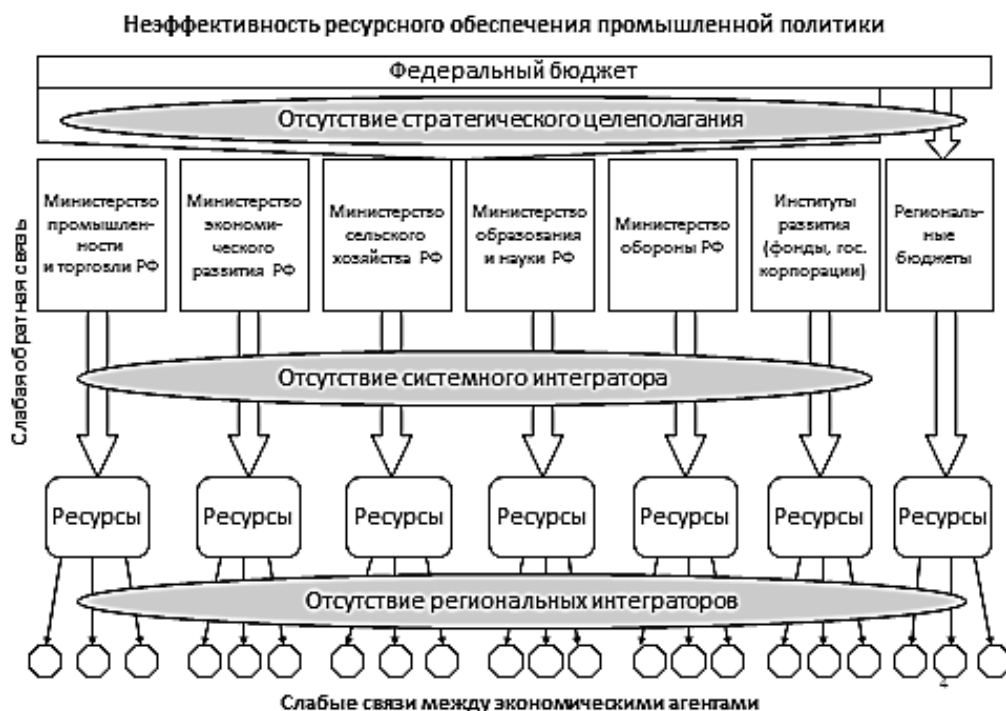 Неэффективность ресурсного обеспечения промышленной политики
Федеральный бюджет
Отсутствие стратегического целеполагания
Слабая обратная связь
Министерство
промышлен-
ности
и торговли РФ
Министерство
экономи-
ческого
развития РФ
Министерство
сельского
хозяйства РФ
Министерство
образования
и науки РФ
Министерство
обороны РФ
Институты
развития
(фонды, гос.
корпорации)
Региональ-
ные
бюджеты
Отсутствие системного интегратора
Ресурсы
Ресурсы
Ресурсы
Ресурсы
Ресурсы
Ресурсы
Ресурсы
Отсутствие региональных интеграторов
Слабые связи между экономическими агентами